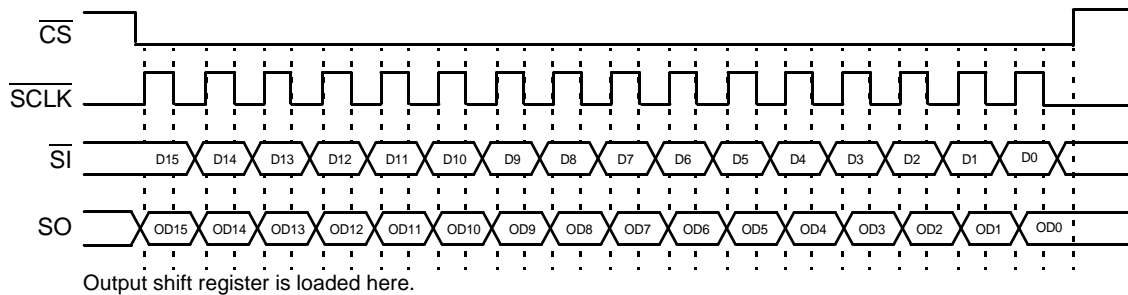 CS
SCLK
SI D15 D14 D13 D12 D11 D10 D9 D8 D7 D6 D5 D4 D3 D2 D1 D0
SO OD15 OD14 OD13 OD12 OD11 OD10 OD9 OD8 OD7 OD6 OD5 OD4 OD3 OD2 OD1 OD0
Output shift register is loaded here.